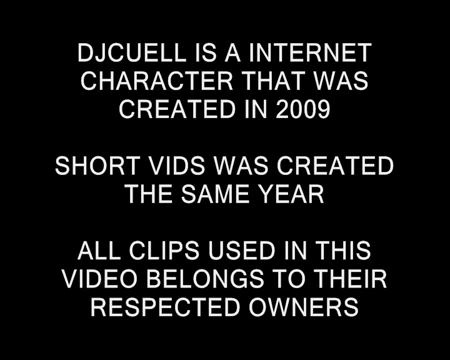 DJCUELL IS A INTERNET
CHARACTER THAT WAS
CREATED IN 2009
SHORT VIDS WAS CREATED
THE SAME YEAR
ALL CLIPS USED IN THIS
VIDEO BELONGS TO THEIR
RESPECTED OWNERS